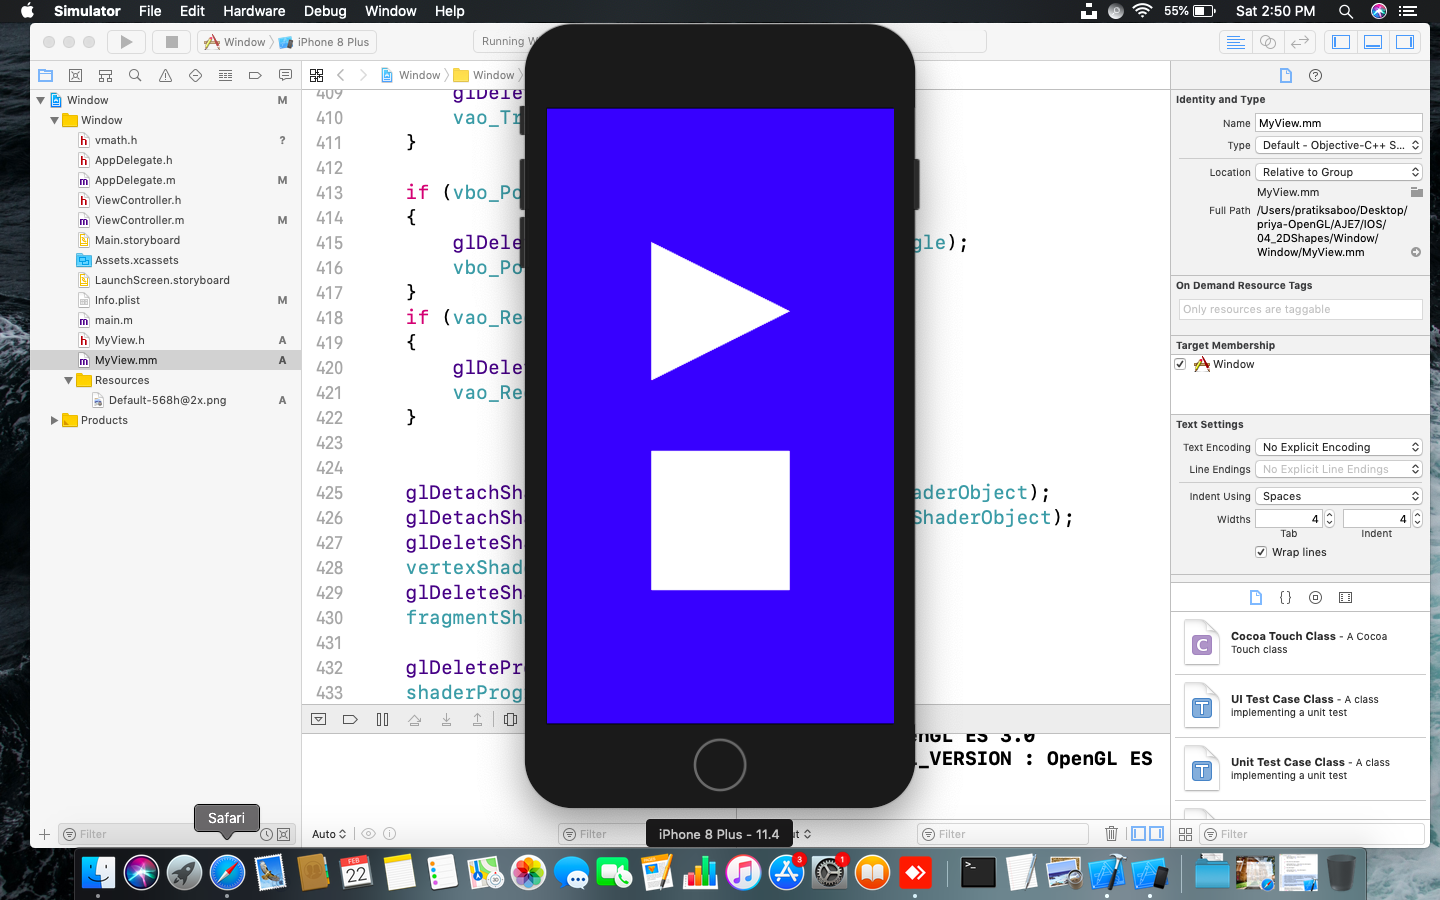 Simulator File Edit Hardware Debug Window Help 55% Sat 2:50 PM
Window iPhone 8 Plus Running
Window Window
Window M
Window
vmath.h ?
AppDelegate.h
AppDelegate.m M
ViewController.h
ViewController.m M
Main.storyboard
Assets.xcassets
LaunchScreen.storyboard
Info.plist M
main.m
MyView.h A
MyView.mm A
Resources
Default-568h@2x.png A
Products
Filter
Safari
409 glDele
410 vao_Tr
411 }
412
413 if (vbo_Po
414 {
415 glDele gle);
416 vbo_Po
417 }
418 if (vao_Re
419 {
420 glDele
421 vao_Re
422 }
423
424
425 glDetachSha aderObject);
426 glDetachSha ShaderObject);
427 glDeleteSha
428 vertexShad
429 glDeleteSha
430 fragmentSha
431
432 glDeletePro
433 shaderProg
enGL ES 3.0
_VERSION : OpenGL ES
Auto Filter Filter
iPhone 8 Plus - 11.4
Identity and Type
Name MyView.mm
Type Default - Objective-C++ S...
Location Relative to Group
MyView.mm
Full Path /Users/pratiksaboo/Desktop/
priya-OpenGL/AJE7/IOS/
04_2DShapes/Window/
Window/MyView.mm
On Demand Resource Tags
Only resources are taggable
Target Membership
Window
Text Settings
Text Encoding No Explicit Encoding
Line Endings No Explicit Line Endings
Indent Using Spaces
Widths 4 4
Tab Indent
Wrap lines
Cocoa Touch Class - A Cocoa
Touch class
UI Test Case Class - A class
implementing a unit test
Unit Test Case Class - A class
implementing a unit test
Filter
FEB
22
3
1